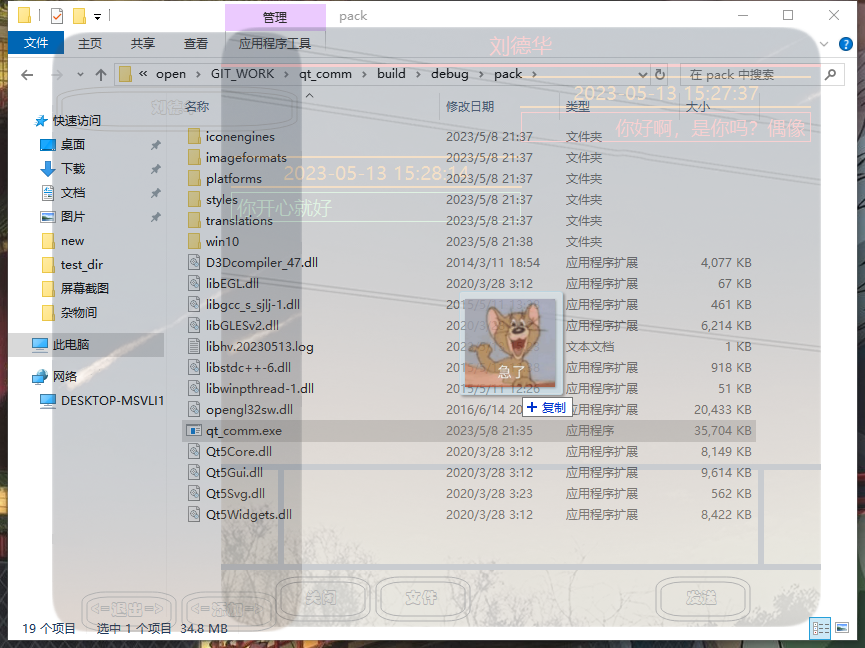 管理 pack
文件 主页 共享 查看 应用程序工具
刘德华
« open › GIT_WORK › qt_comm › build › debug › pack › 在 pack 中搜索
2023-05-13 15:27:37
名称 修改日期 类型 大小
快速访问
你好啊，是你吗？偶像
桌面
下载
文档
图片
new
test_dir
屏幕截图
杂物间
此电脑
网络
DESKTOP-MSVLI1
2023-05-13 15:28:14
你开心就好
iconengines 2023/5/8 21:37 文件夹
imageformats 2023/5/8 21:37 文件夹
platforms 2023/5/8 21:37 文件夹
styles 2023/5/8 21:37 文件夹
translations 2023/5/8 21:37 文件夹
win10 2023/5/8 21:38 文件夹
D3Dcompiler_47.dll 2014/3/11 18:54 应用程序扩展 4,077 KB
libEGL.dll 2020/3/28 3:12 应用程序扩展 67 KB
libgcc_s_sjlj-1.dll 应用程序扩展 461 KB
libGLESv2.dll 应用程序扩展 6,214 KB
libhv.20230513.log 文本文档 1 KB
libstdc++-6.dll 应用程序扩展 918 KB
libwinpthread-1.dll 2015/5/11 12:26 应用程序扩展 51 KB
opengl32sw.dll 2016/6/14 应用程序扩展 20,433 KB
qt_comm.exe 2023/5/8 21:35 应用程序 35,704 KB
Qt5Core.dll 2020/3/28 3:12 应用程序扩展 8,149 KB
Qt5Gui.dll 2020/3/28 3:12 应用程序扩展 9,614 KB
Qt5Svg.dll 2020/3/28 3:23 应用程序扩展 562 KB
Qt5Widgets.dll 2020/3/28 3:12 应用程序扩展 8,422 KB
急了
+ 复制
<=退出=> 关闭 文件 发送
19 个项目 选中 1 个项目 34.8 MB